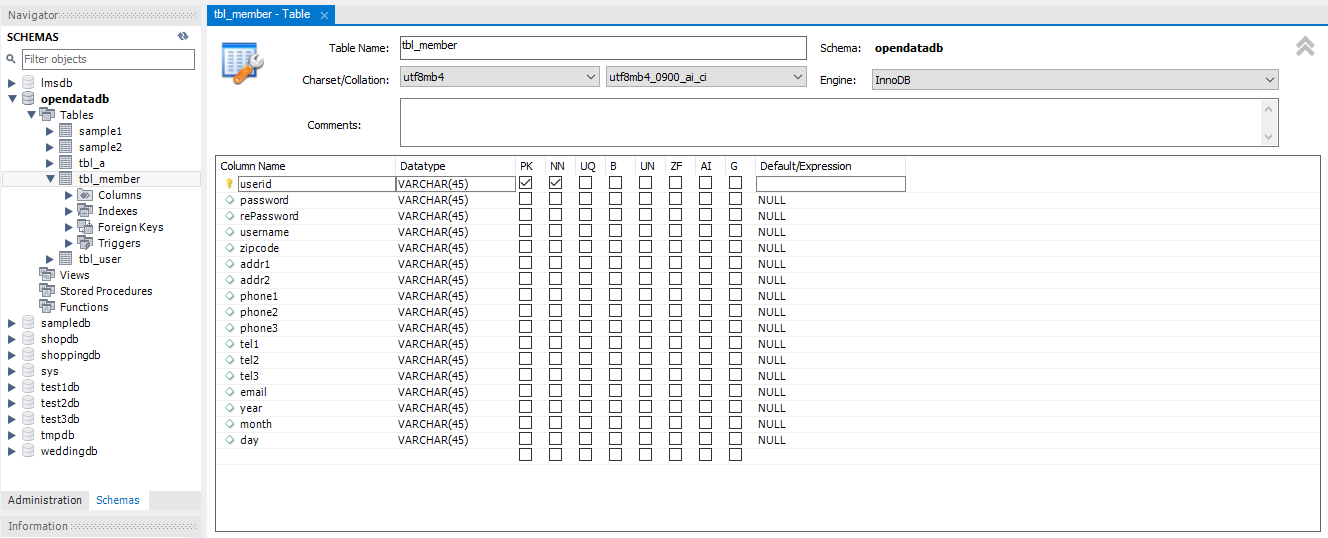 Navigator
SCHEMAS
Filter objects
lmsdb
opendatadb
Tables
sample1
sample2
tbl_a
tbl_member
Columns
Indexes
Foreign Keys
Triggers
tbl_user
Views
Stored Procedures
Functions
sampledb
shopdb
shoppingdb
sys
test1db
test2db
test3db
tmpdb
weddingdb
Administration Schemas
Information
tbl_member - Table ×
Table Name: tbl_member Schema: opendatadb
Charset/Collation: utf8mb4 utf8mb4_0900_ai_ci Engine: InnoDB
Comments:
Column Name Datatype PK NN UQ B UN ZF AI G Default/Expression
userid VARCHAR(45)
password VARCHAR(45) NULL
rePassword VARCHAR(45) NULL
username VARCHAR(45) NULL
zipcode VARCHAR(45) NULL
addr1 VARCHAR(45) NULL
addr2 VARCHAR(45) NULL
phone1 VARCHAR(45) NULL
phone2 VARCHAR(45) NULL
phone3 VARCHAR(45) NULL
tel1 VARCHAR(45) NULL
tel2 VARCHAR(45) NULL
tel3 VARCHAR(45) NULL
email VARCHAR(45) NULL
year VARCHAR(45) NULL
month VARCHAR(45) NULL
day VARCHAR(45) NULL